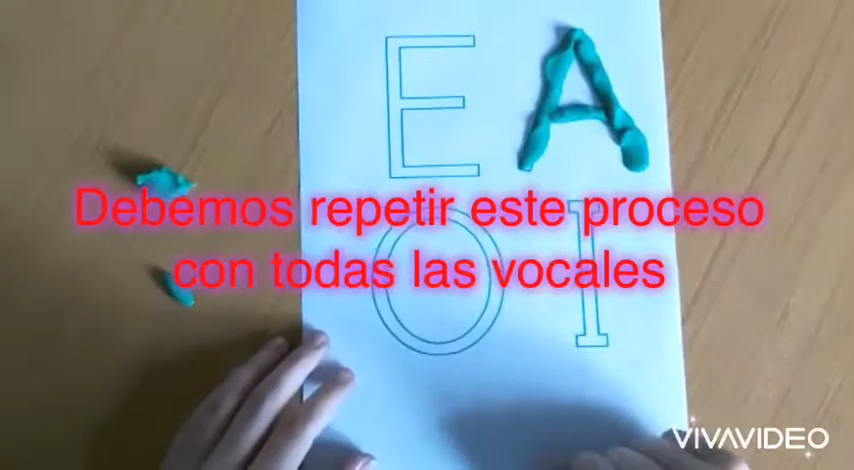 E A
Debemos repetir este proceso
O I
con todas las vocales
VIVAVIDEO